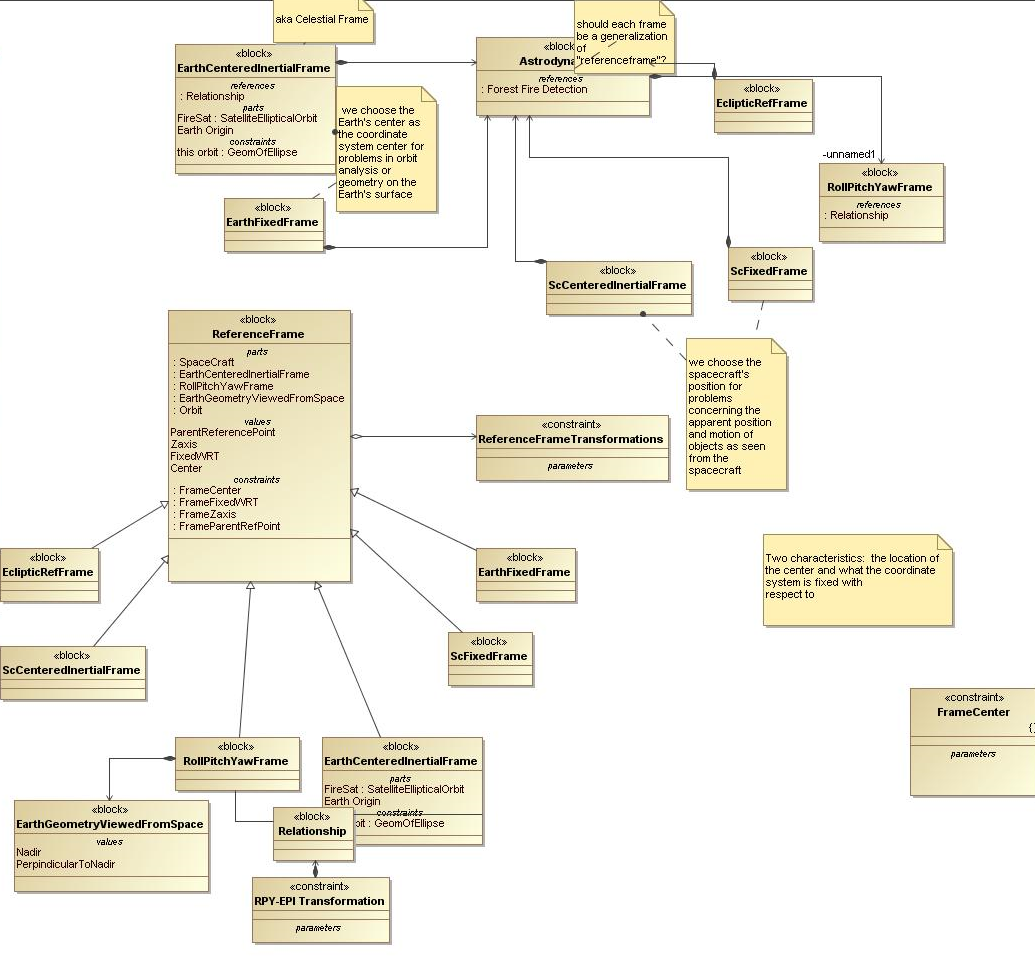 aka Celestial Frame
«block»
EarthCenteredInertialFrame
references
: Relationship
parts
FireSat : SatelliteEllipticalOrbit
Earth Origin
constraints
this orbit : GeomOfEllipse
we choose the
Earth's center as
the coordinate
system center for
problems in orbit
analysis or
geometry on the
Earth's surface
«block»
EarthFixedFrame
«block»
references
: Forest Fire Detection
should each frame
be a generalization
of
"referenceframe"?
«block»
EclipticRefFrame
-unnamed1
«block»
RollPitchYawFrame
references
: Relationship
«block»
ScFixedFrame
«block»
ScCenteredInertialFrame
we choose the
spacecraft's
position for
problems
concerning the
apparent position
and motion of
objects as seen
from the
spacecraft
«block»
ReferenceFrame
parts
: SpaceCraft
: EarthCenteredInertialFrame
: RollPitchYawFrame
: EarthGeometryViewedFromSpace
: Orbit
values
ParentReferencePoint
Zaxis
FixedWRT
Center
constraints
: FrameCenter
: FrameFixedWRT
: FrameZaxis
: FrameParentRefPoint
«constraint»
ReferenceFrameTransformations
parameters
«block»
EclipticRefFrame
«block»
EarthFixedFrame
Two characteristics: the location of
the center and what the coordinate
system is fixed with
respect to
«block»
ScCenteredInertialFrame
«block»
ScFixedFrame
«constraint»
FrameCenter
{}
parameters
«block»
RollPitchYawFrame
«block»
EarthCenteredInertialFrame
parts
FireSat : SatelliteEllipticalOrbit
Earth Origin
constraints
: GeomOfEllipse
«block»
EarthGeometryViewedFromSpace
values
Nadir
PerpindicularToNadir
«block»
Relationship
«constraint»
RPY-EPI Transformation
parameters